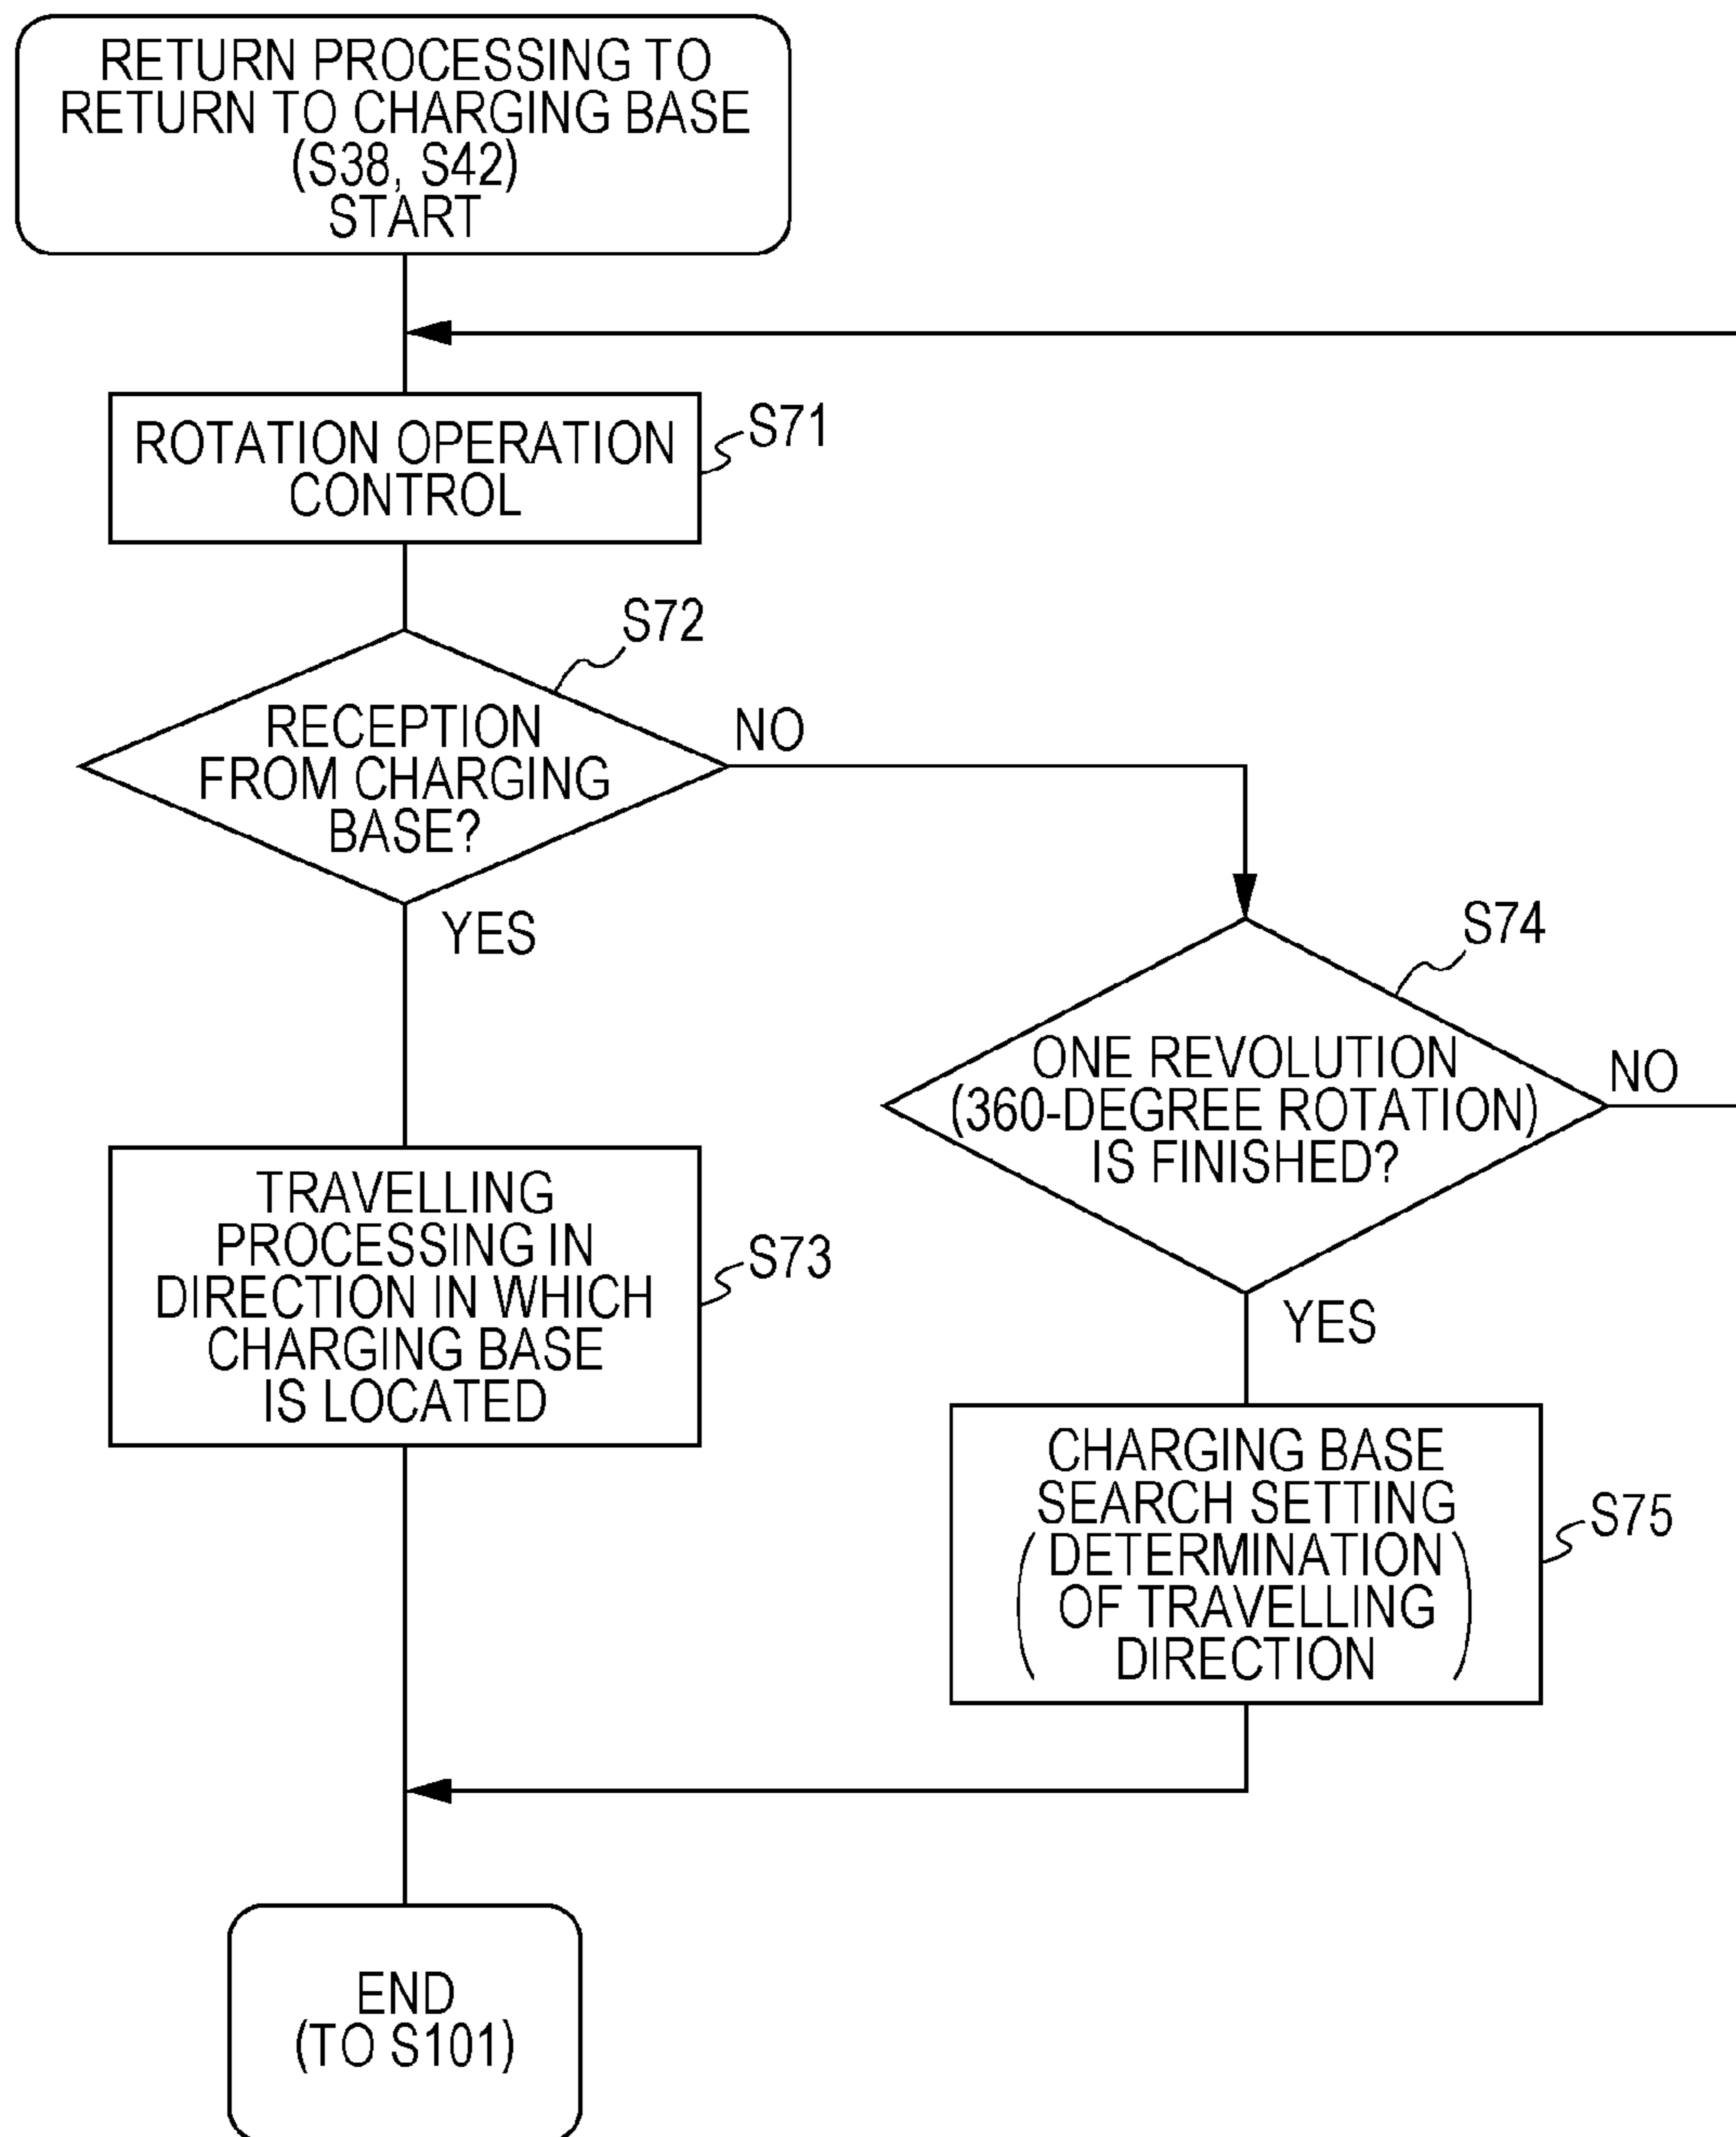 RETURN PROCESSING TO
RETURN TO CHARGING BASE
(S38, S42)
START
ROTATION OPERATION
CONTROL
S71
S72
RECEPTION
FROM CHARGING
BASE?
NO
YES
S74
ONE REVOLUTION
(360-DEGREE ROTATION)
IS FINISHED?
NO
YES
TRAVELLING
PROCESSING IN
DIRECTION IN WHICH
CHARGING BASE
IS LOCATED
S73
CHARGING BASE
SEARCH SETTING
(DETERMINATION
OF TRAVELLING
DIRECTION)
S75
END
(TO S101)